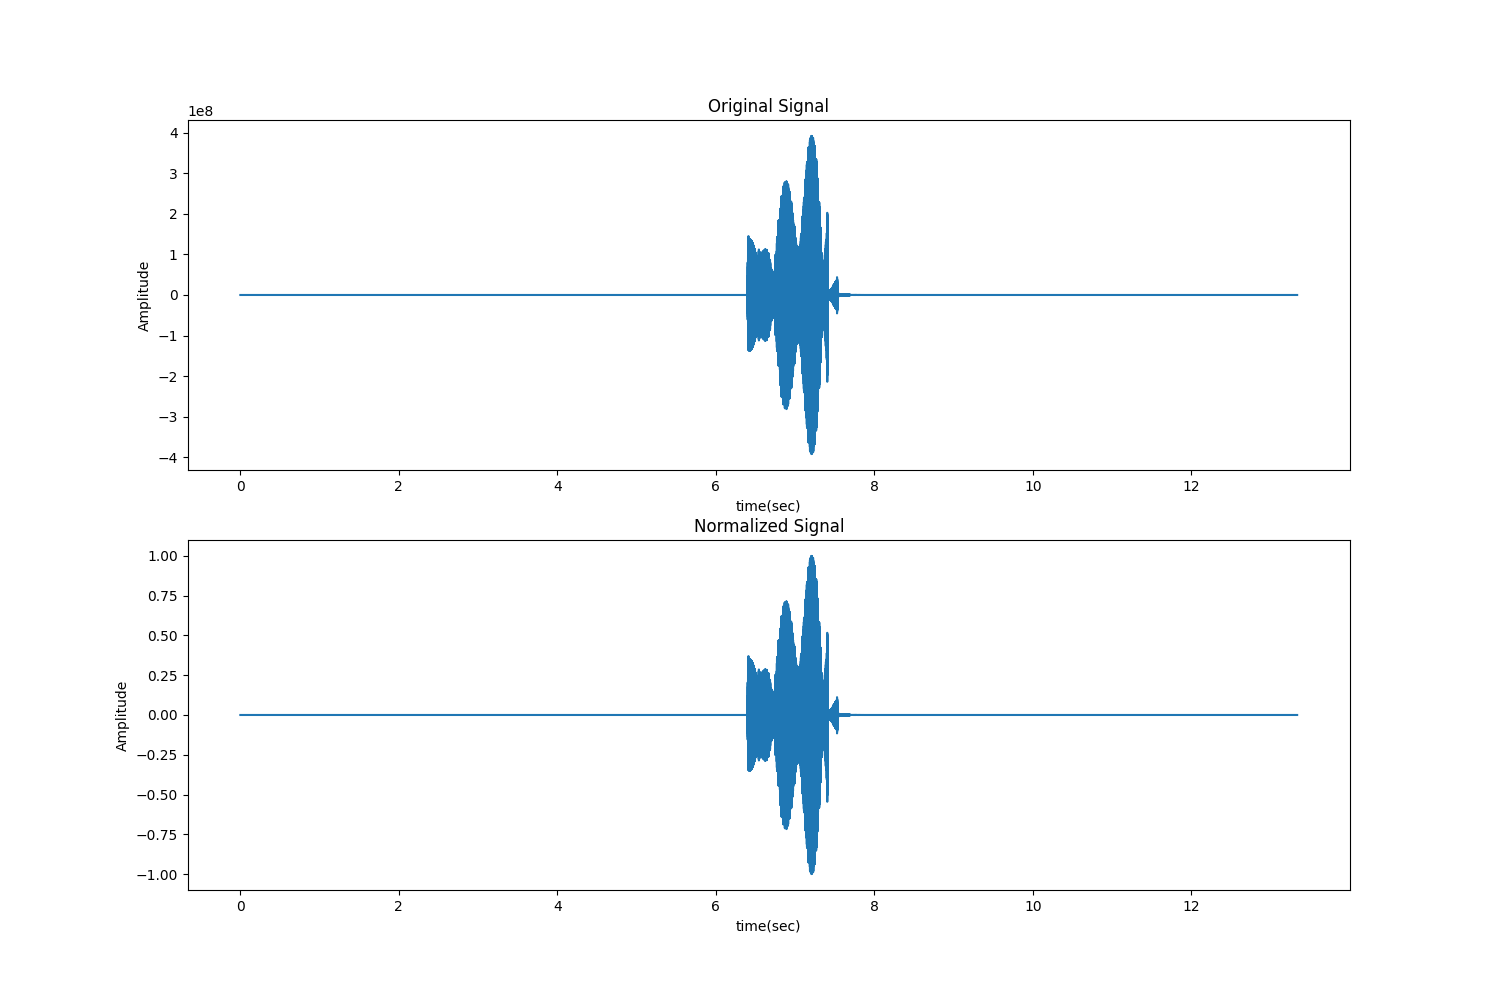 Original Signal
1e8
4
3
2
1
0
−1
−2
−3
−4
Amplitude
0 2 4 6 8 10 12
time(sec)
Normalized Signal
1.00
0.75
0.50
0.25
0.00
−0.25
−0.50
−0.75
−1.00
Amplitude
0 2 4 6 8 10 12
time(sec)